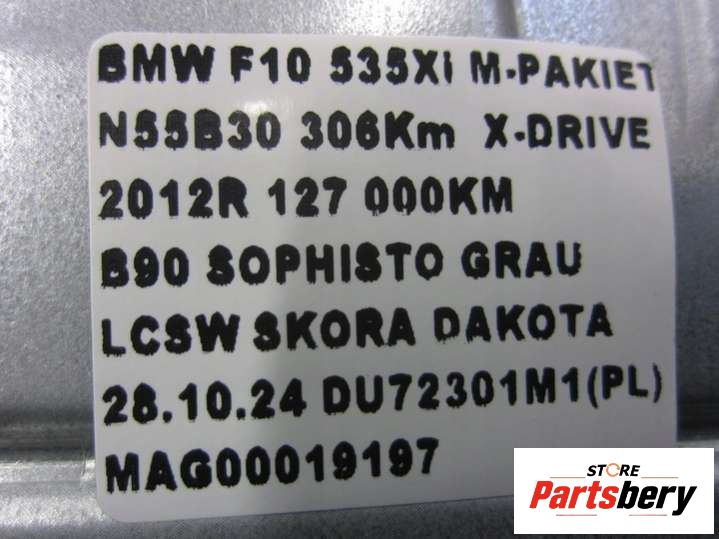 BMW F10 535Xi M-PAKIET
N55B30 306Km X-DRIVE
2012R 127 000KM
B90 SOPHISTO GRAU
LCSW SKORA DAKOTA
28.10.24 DU72301M1(PL)
MAG00019197
STORE
Partsbery